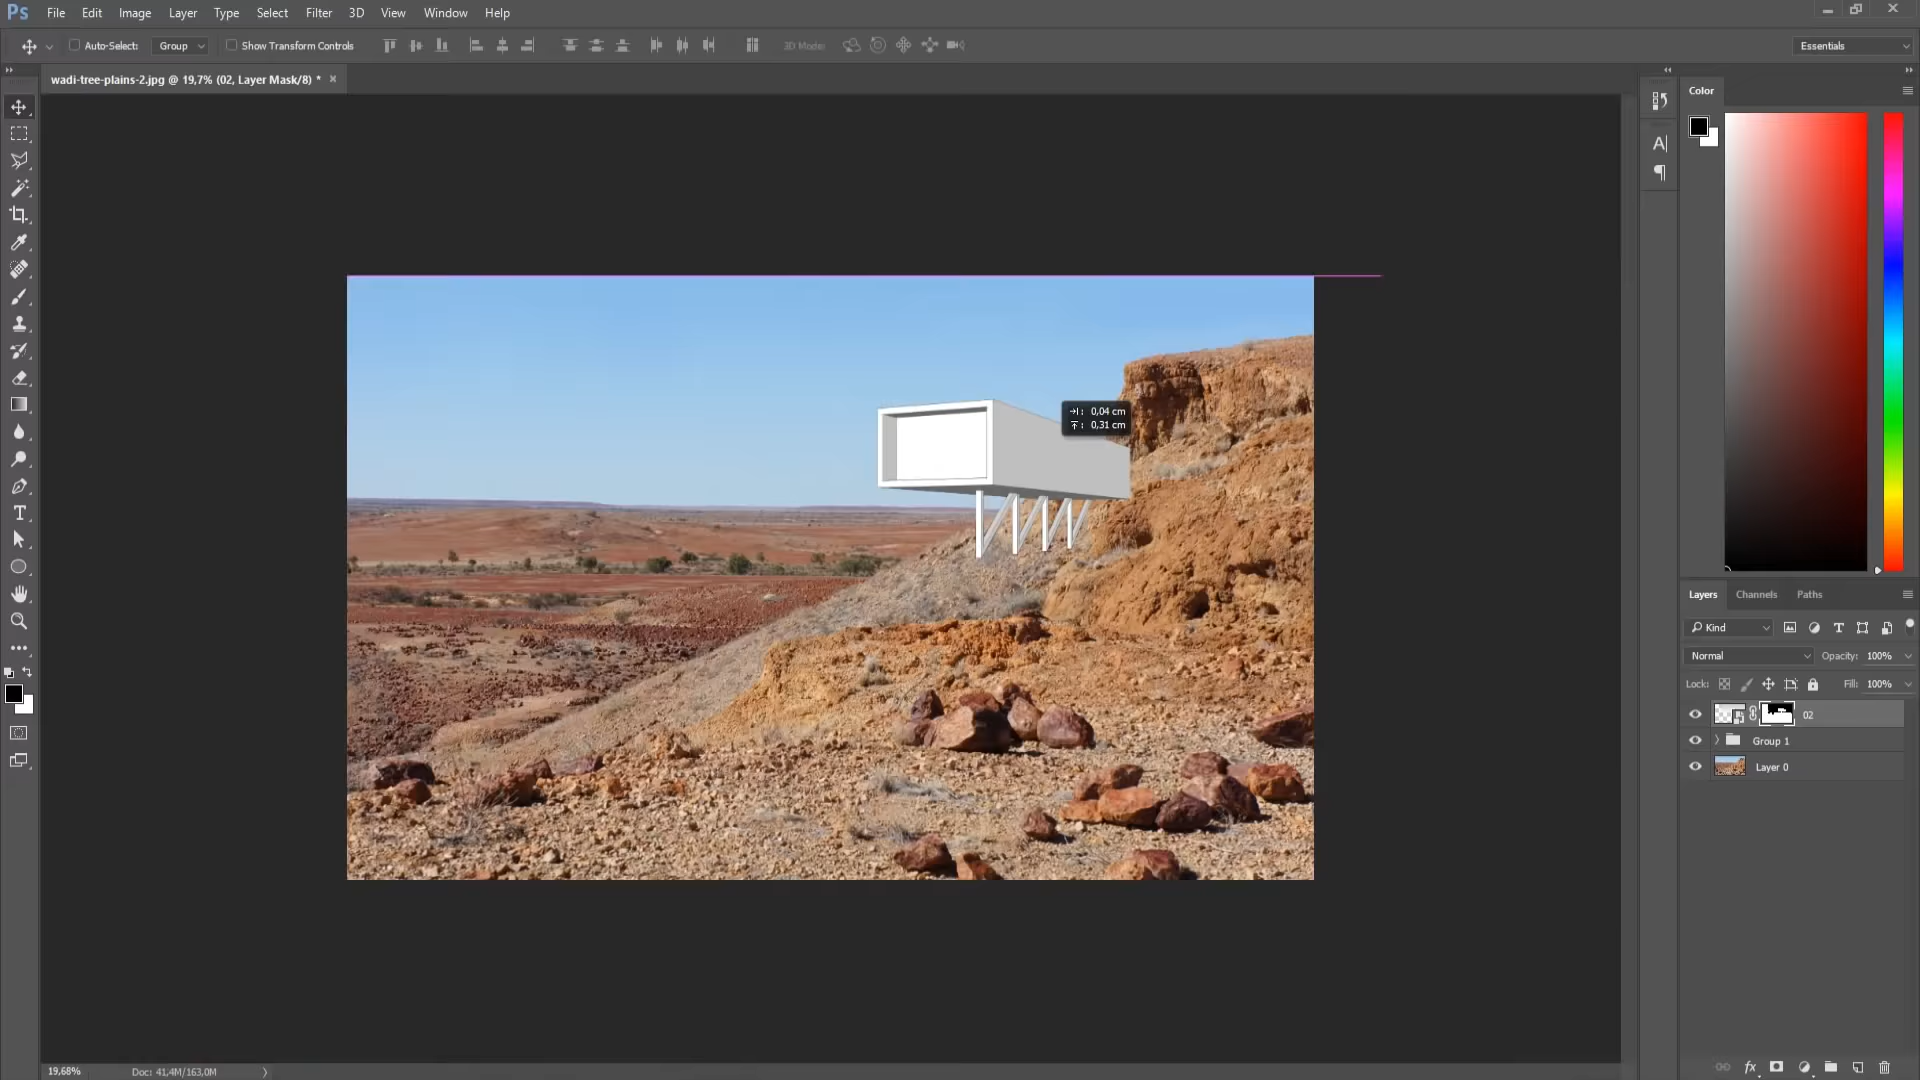 Ps File Edit Image Layer Type Select Filter 3D View Window Help
Auto-Select: Group Show Transform Controls 3D Mode: Essentials
wadi-tree-plains-2.jpg @ 19,7% (02, Layer Mask/8) *
Color
0,04 cm
0,31 cm
Layers Channels Paths
Kind
Normal Opacity: 100%
Lock: Fill: 100%
02
Group 1
Layer 0
19,68% Doc: 41,4M/163,0M